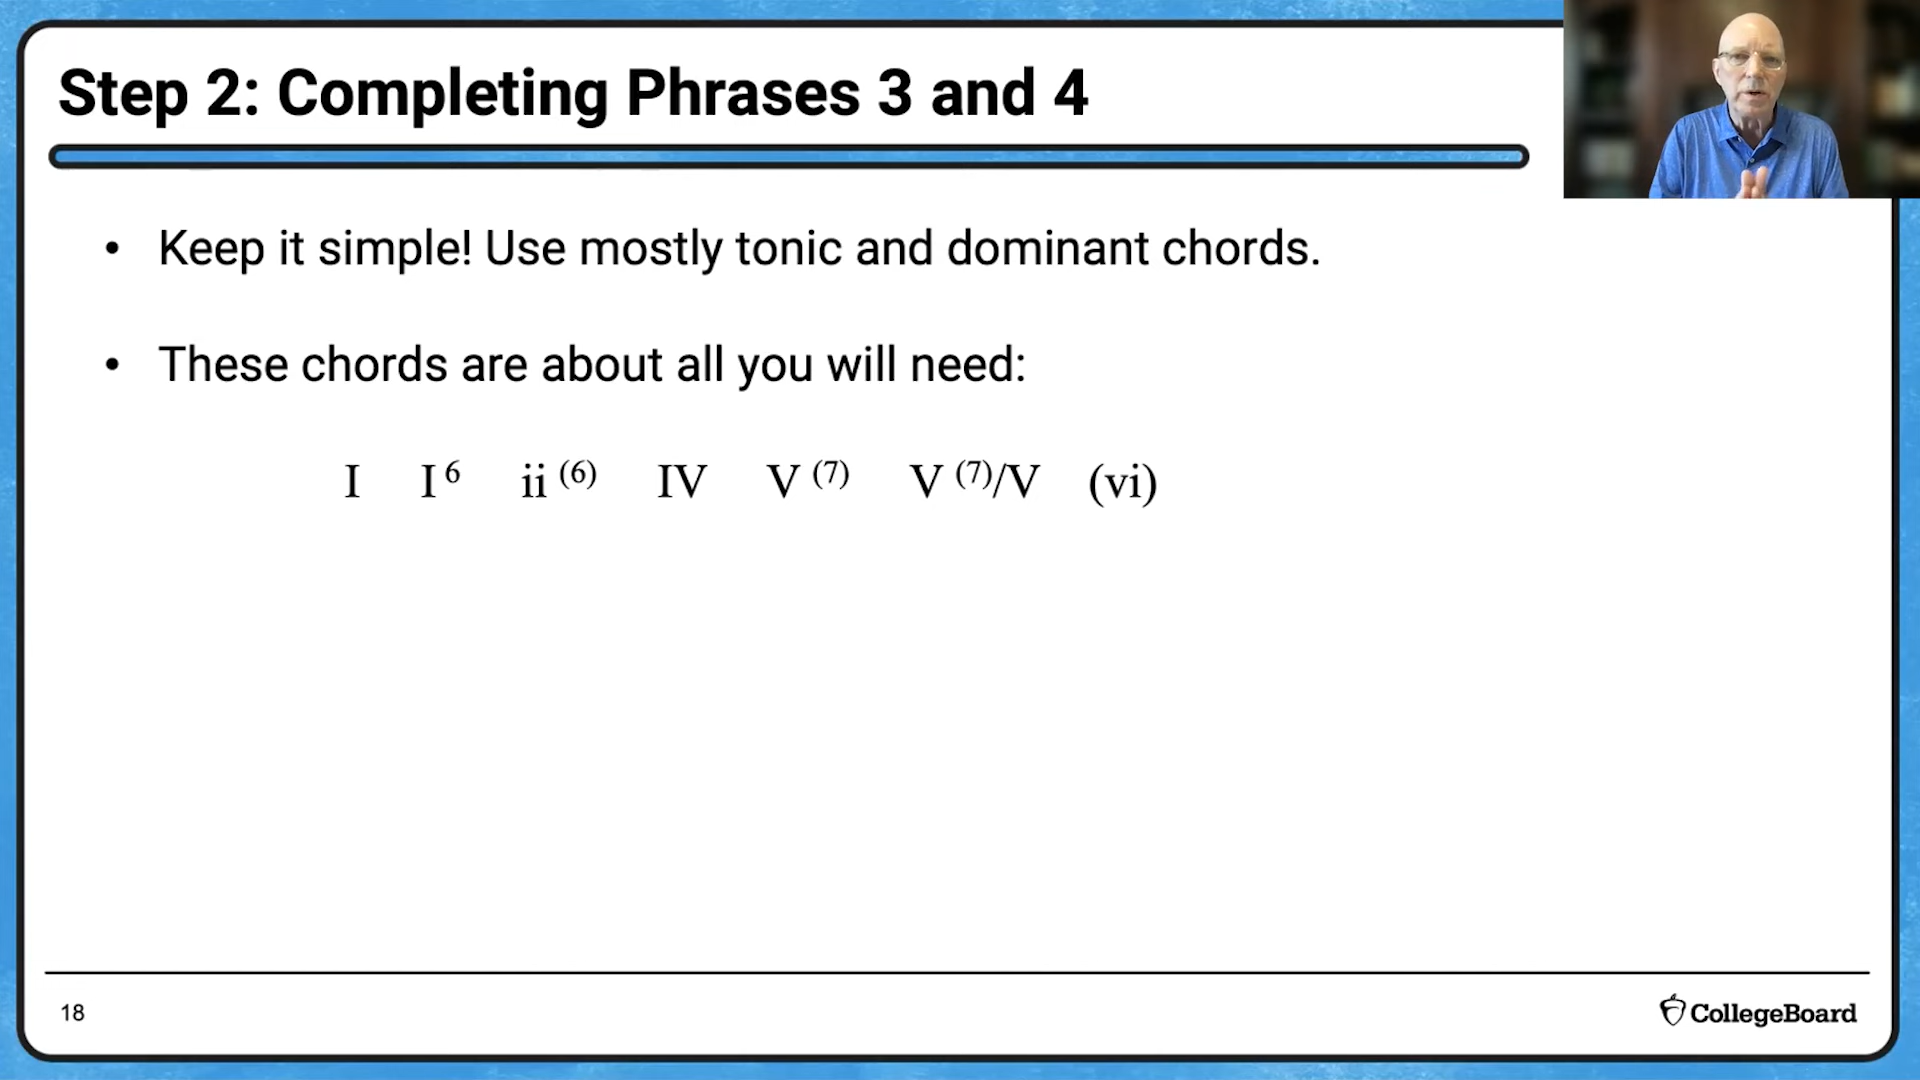 Step 2: Completing Phrases 3 and 4
• Keep it simple! Use mostly tonic and dominant chords.
• These chords are about all you will need:
I I⁶ ii⁽⁶⁾ IV V⁽⁷⁾ V⁽⁷⁾/V (vi)
18
CollegeBoard